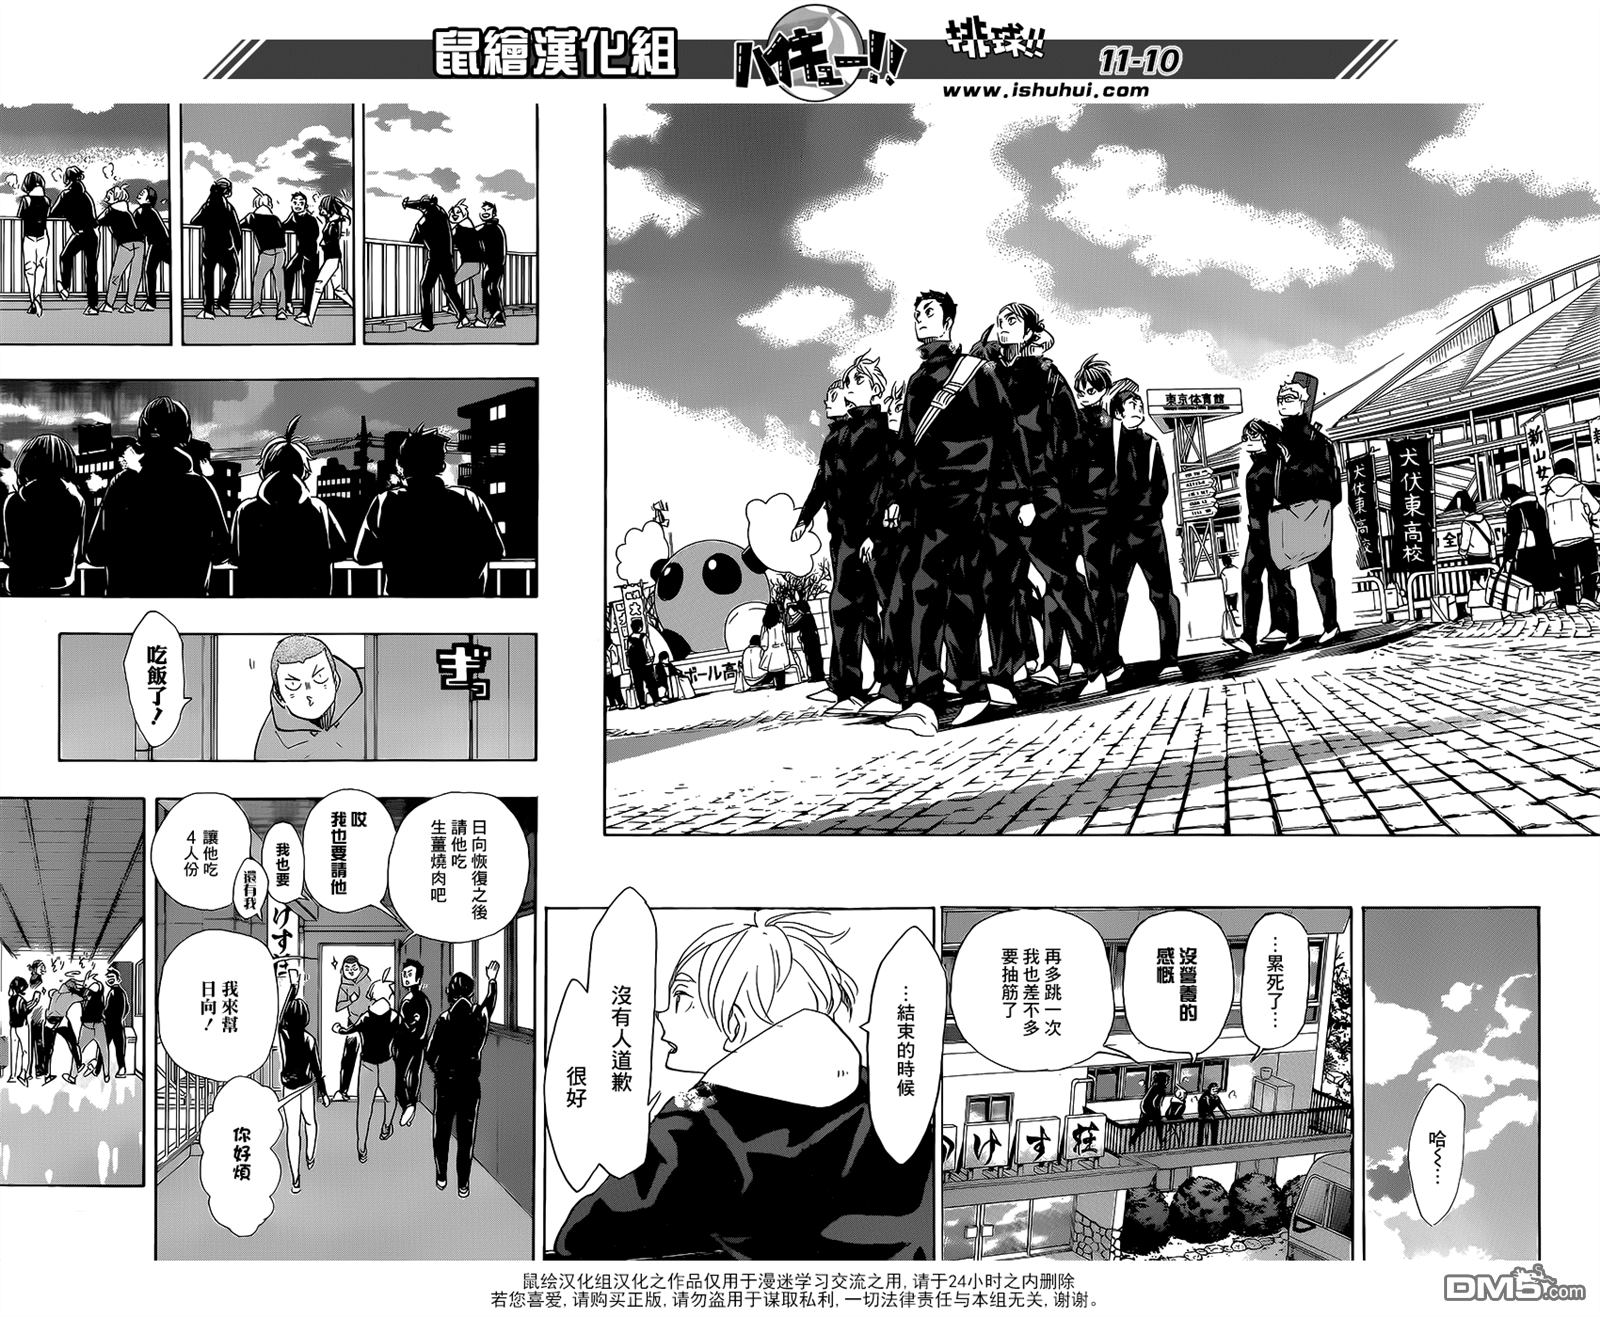 鼠繪漢化組
ハイキュー!!
排球!!
11-10
www.ishuhui.com
東京体育館
新山女子
犬伏東高校
犬伏東高校
全
ボール高
哈～…
…累死了…
沒營養的
感慨
再多跳一次
我也差不多
要抽筋了
けす荘
…結束的時候
沒有人道歉
很好
吃飯了!
ギッ
日向恢復之後
請他吃
生薑燒肉吧
哎
我也要請他
我也要
還有我
讓他吃
4人份
けす
我來幫
日向!
你好煩
鼠绘汉化组汉化之作品仅用于漫迷学习交流之用,请于24小时之内删除
若您喜爱,请购买正版,请勿盗用于谋取私利,一切法律责任与本组无关,谢谢。
DM5.com